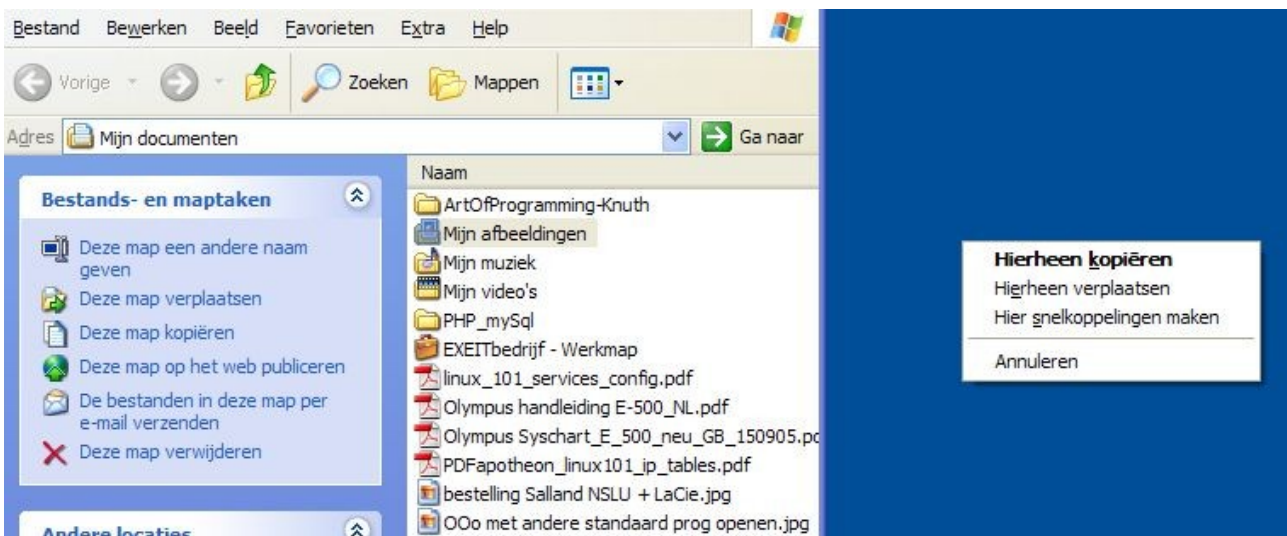 Bestand Bewerken Beeld Favorieten Extra Help
Vorige Zoeken Mappen
Adres Mijn documenten Ga naar
Bestands- en maptaken
Deze map een andere naam
geven
Deze map verplaatsen
Deze map kopiëren
Deze map op het web publiceren
De bestanden in deze map per
e-mail verzenden
Deze map verwijderen
Andere locaties
Naam
ArtOfProgramming-Knuth
Mijn afbeeldingen
Mijn muziek
Mijn video's
PHP_mySql
EXEITbedrijf - Werkmap
linux_101_services_config.pdf
Olympus handleiding E-500_NL.pdf
Olympus Syschart_E_500_neu_GB_150905.pd
PDFapotheon_linux101_ip_tables.pdf
bestelling Salland NSLU + LaCie.jpg
OOo met andere standaard prog openen.jpg
Hierheen kopiëren
Hierheen verplaatsen
Hier snelkoppelingen maken
Annuleren